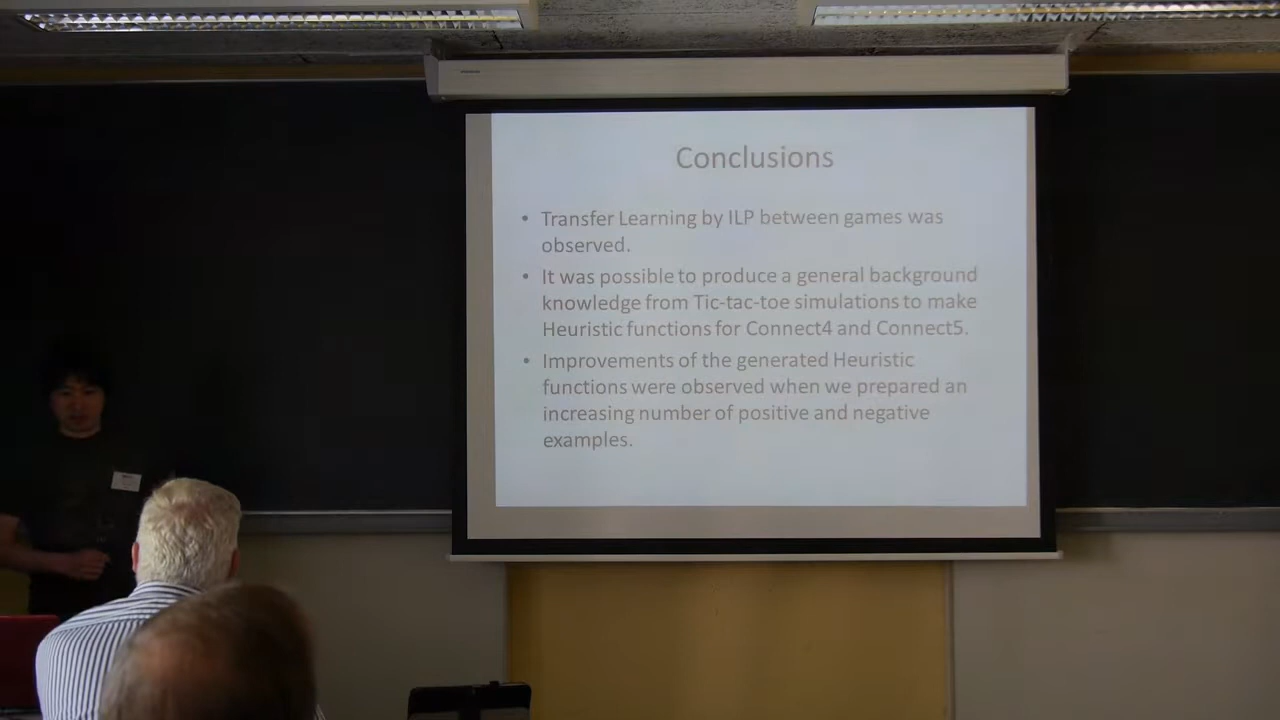 Conclusions
• Transfer Learning by ILP between games was
observed.
• It was possible to produce a general background
knowledge from Tic-tac-toe simulations to make
Heuristic functions for Connect4 and Connect5.
• Improvements of the generated Heuristic
functions were observed when we prepared an
increasing number of positive and negative
examples.